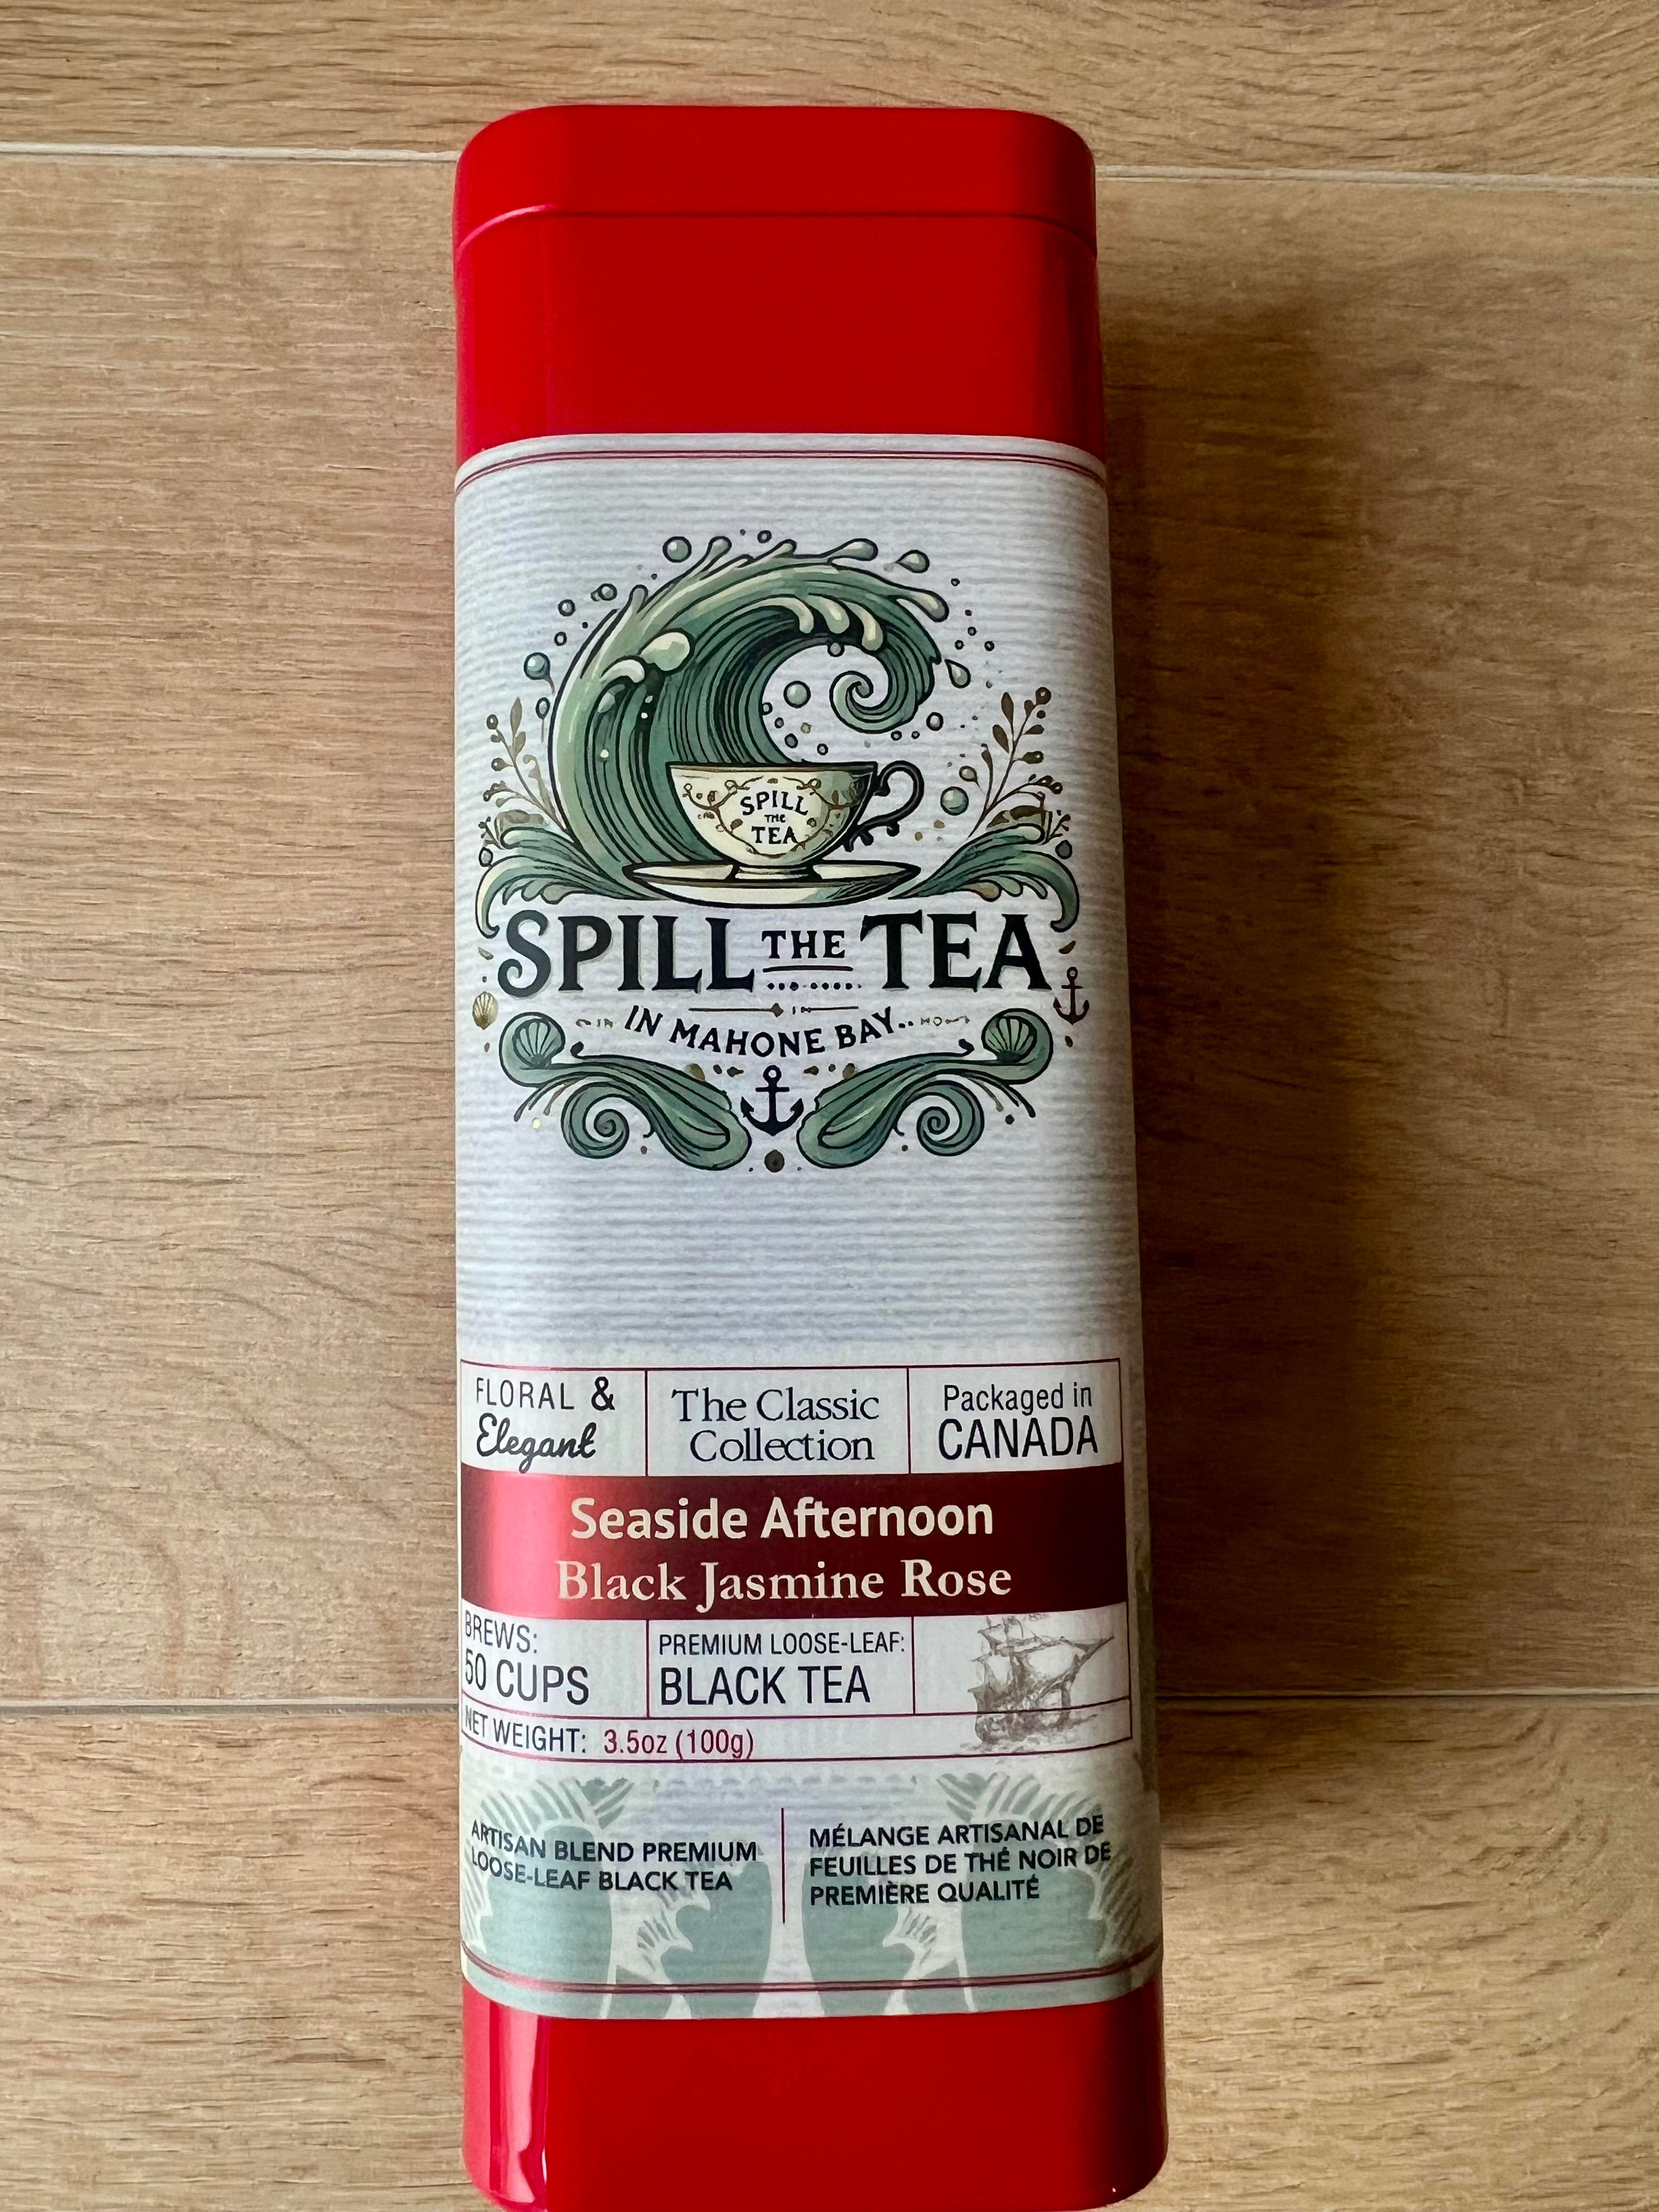 SPILL
THE
TEA
SPILL THE TEA
IN MAHONE BAY
FLORAL &
Elegant
The Classic
Collection
Packaged in
CANADA
Seaside Afternoon
Black Jasmine Rose
BREWS:
50 CUPS
PREMIUM LOOSE-LEAF:
BLACK TEA
NET WEIGHT: 3.5oz (100g)
ARTISAN BLEND PREMIUM
LOOSE-LEAF BLACK TEA
MÉLANGE ARTISANAL DE
FEUILLES DE THÉ NOIR DE
PREMIÈRE QUALITÉ